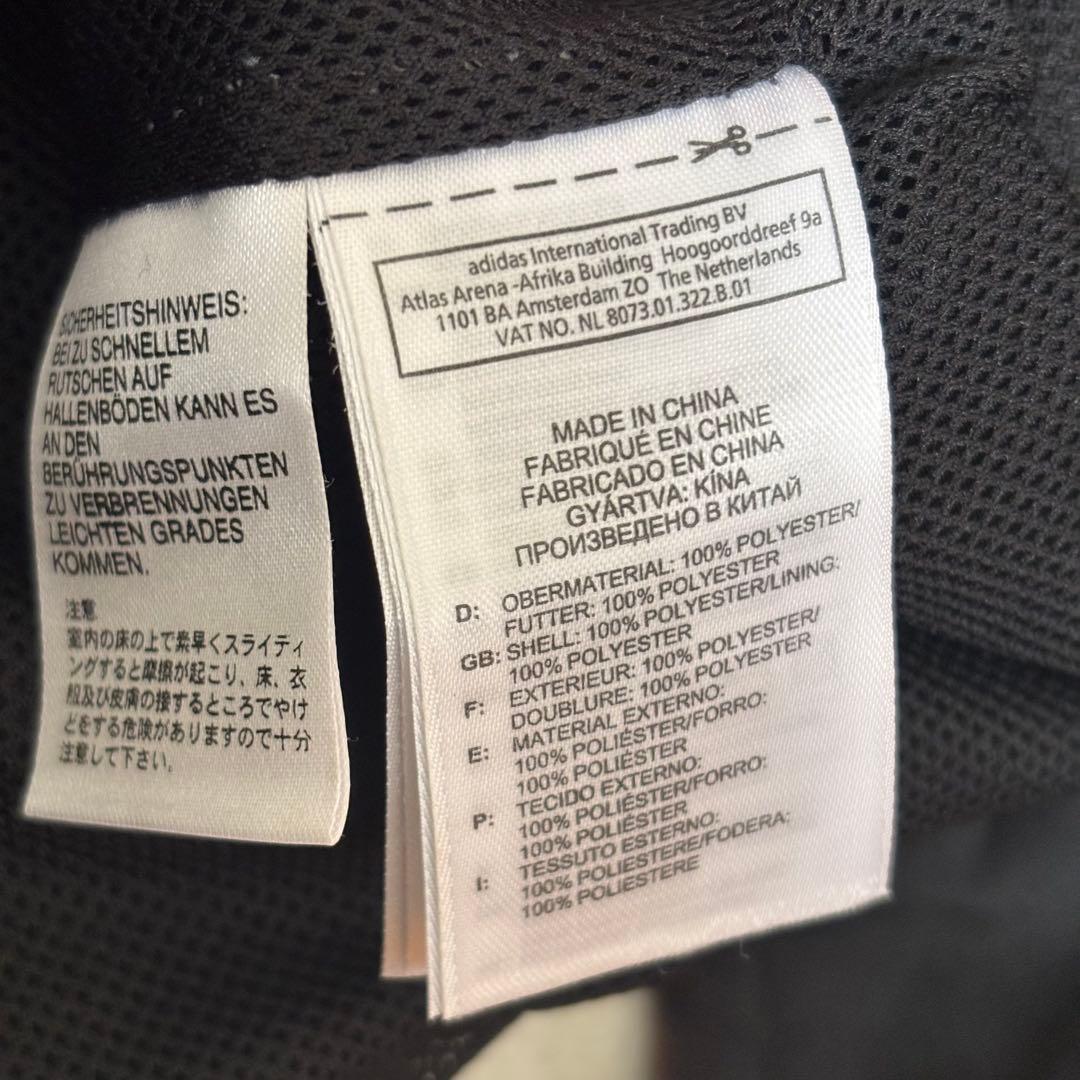 SICHERHEITSHINWEIS:
BEI ZU SCHNELLEM
RUTSCHEN AUF
HALLENBÖDEN KANN ES
AN DEN
BERÜHRUNGSPUNKTEN
ZU VERBRENNUNGEN
LEICHTEN GRADES
KOMMEN.
注意
室内の床の上で素早くスライディ
ングすると摩擦が起こり、床、衣
服及び皮膚の接するところでやけ
どをする危険がありますので十分
注意して下さい。
adidas International Trading BV
Atlas Arena -Afrika Building Hoogoorddreef 9a
1101 BA Amsterdam ZO The Netherlands
VAT NO. NL 8073.01.322.B.01
MADE IN CHINA
FABRIQUÉ EN CHINE
FABRICADO EN CHINA
GYÁRTVA: KÍNA
ПРОИЗВЕДЕНО В КИТАЙ
D: OBERMATERIAL: 100% POLYESTER/
FUTTER: 100% POLYESTER
GB: SHELL: 100% POLYESTER/LINING:
100% POLYESTER
F: EXTERIEUR: 100% POLYESTER/
DOUBLURE: 100% POLYESTER
E: MATERIAL EXTERNO:
100% POLIÉSTER/FORRO:
100% POLIÉSTER
P: TECIDO EXTERNO:
100% POLIÉSTER/FORRO:
100% POLIÉSTER
I: TESSUTO ESTERNO:
100% POLIESTERE/FODERA:
100% POLIESTERE